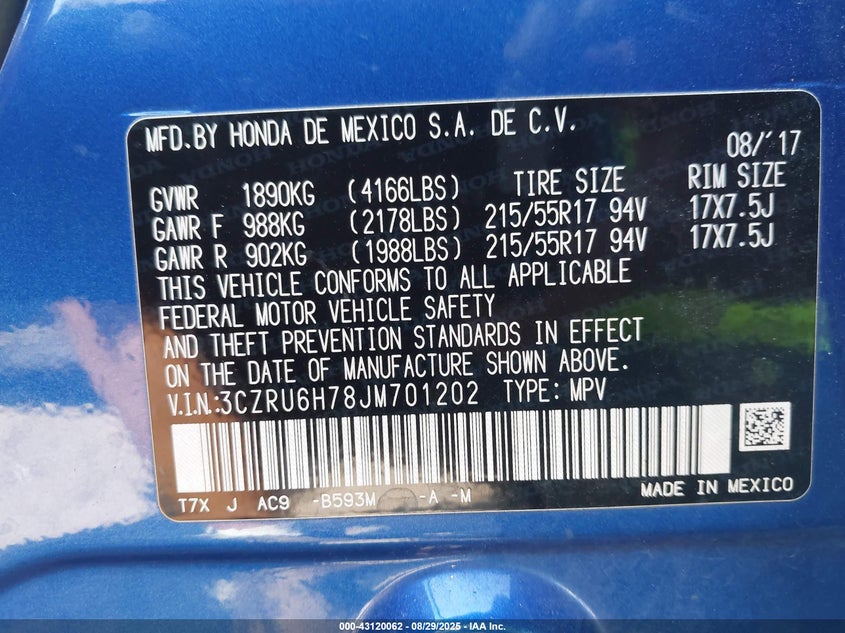 MFD.BY HONDA DE MEXICO S.A. DE C.V.
08/'17
GVWR 1890KG (4166LBS) TIRE SIZE RIM SIZE
GAWR F 988KG (2178LBS) 215/55R17 94V 17X7.5J
GAWR R 902KG (1988LBS) 215/55R17 94V 17X7.5J
THIS VEHICLE CONFORMS TO ALL APPLICABLE
FEDERAL MOTOR VEHICLE SAFETY
AND THEFT PREVENTION STANDARDS IN EFFECT
ON THE DATE OF MANUFACTURE SHOWN ABOVE.
V.I.N.:3CZRU6H78JM701202 TYPE: MPV
T7X J AC9 -B593M -A -M MADE IN MEXICO
000-43120062 - 08/29/2025 - IAA Inc.